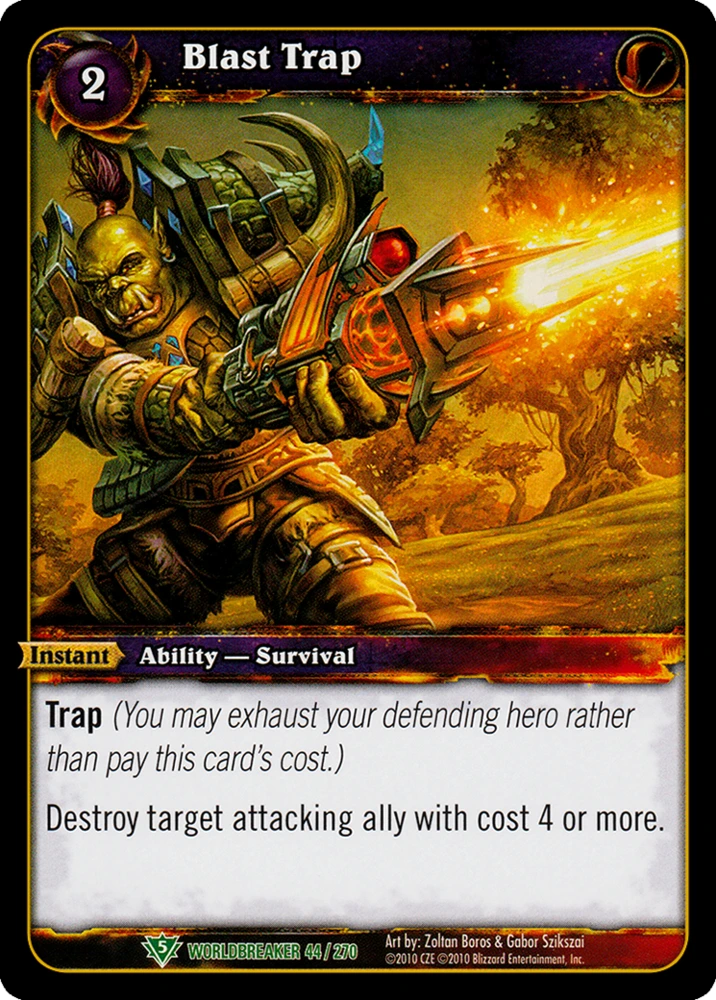 2
Blast Trap
Instant
Ability — Survival
Trap (You may exhaust your defending hero rather
than pay this card's cost.)
Destroy target attacking ally with cost 4 or more.
5
WORLDBREAKER 44/270
Art by: Zoltan Boros & Gabor Szikszai
©2010 CZE ©2010 Blizzard Entertainment, Inc.